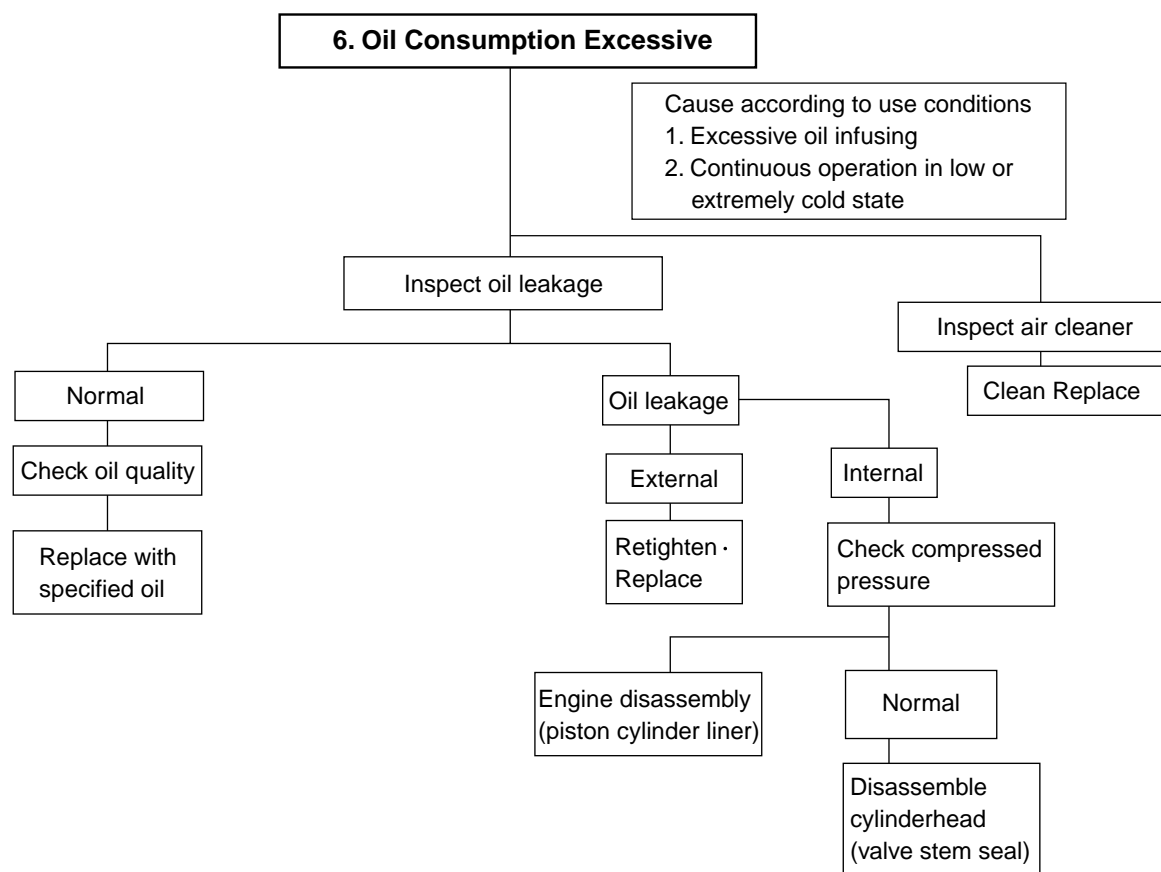 6. Oil Consumption Excessive
Cause according to use conditions
1. Excessive oil infusing
2. Continuous operation in low or
extremely cold state
Inspect oil leakage
Inspect air cleaner
Clean Replace
Normal
Oil leakage
Check oil quality
External
Internal
Replace with
specified oil
Retighten ·
Replace
Check compressed
pressure
Engine disassembly
(piston cylinder liner)
Normal
Disassemble
cylinderhead
(valve stem seal)